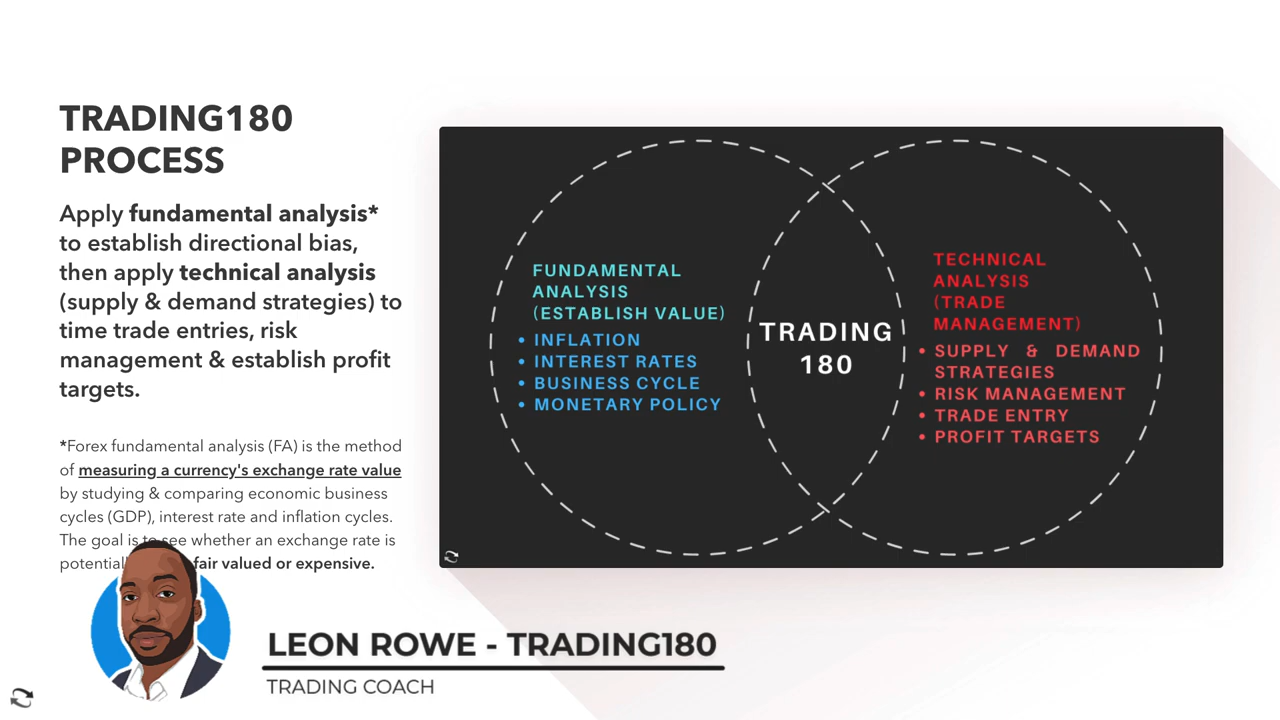 TRADING180
PROCESS
Apply fundamental analysis*
to establish directional bias,
then apply technical analysis
(supply & demand strategies) to
time trade entries, risk
management & establish profit
targets.
*Forex fundamental analysis (FA) is the method
of measuring a currency's exchange rate value
by studying & comparing economic business
cycles (GDP), interest rate and inflation cycles.
The goal is to see whether an exchange rate is
fair valued or expensive.
FUNDAMENTAL
ANALYSIS
(ESTABLISH VALUE)
• INFLATION
• INTEREST RATES
• BUSINESS CYCLE
• MONETARY POLICY
TRADING
180
TECHNICAL
ANALYSIS
(TRADE
MANAGEMENT)
• SUPPLY & DEMAND
STRATEGIES
• RISK MANAGEMENT
• TRADE ENTRY
• PROFIT TARGETS
LEON ROWE - TRADING180
TRADING COACH